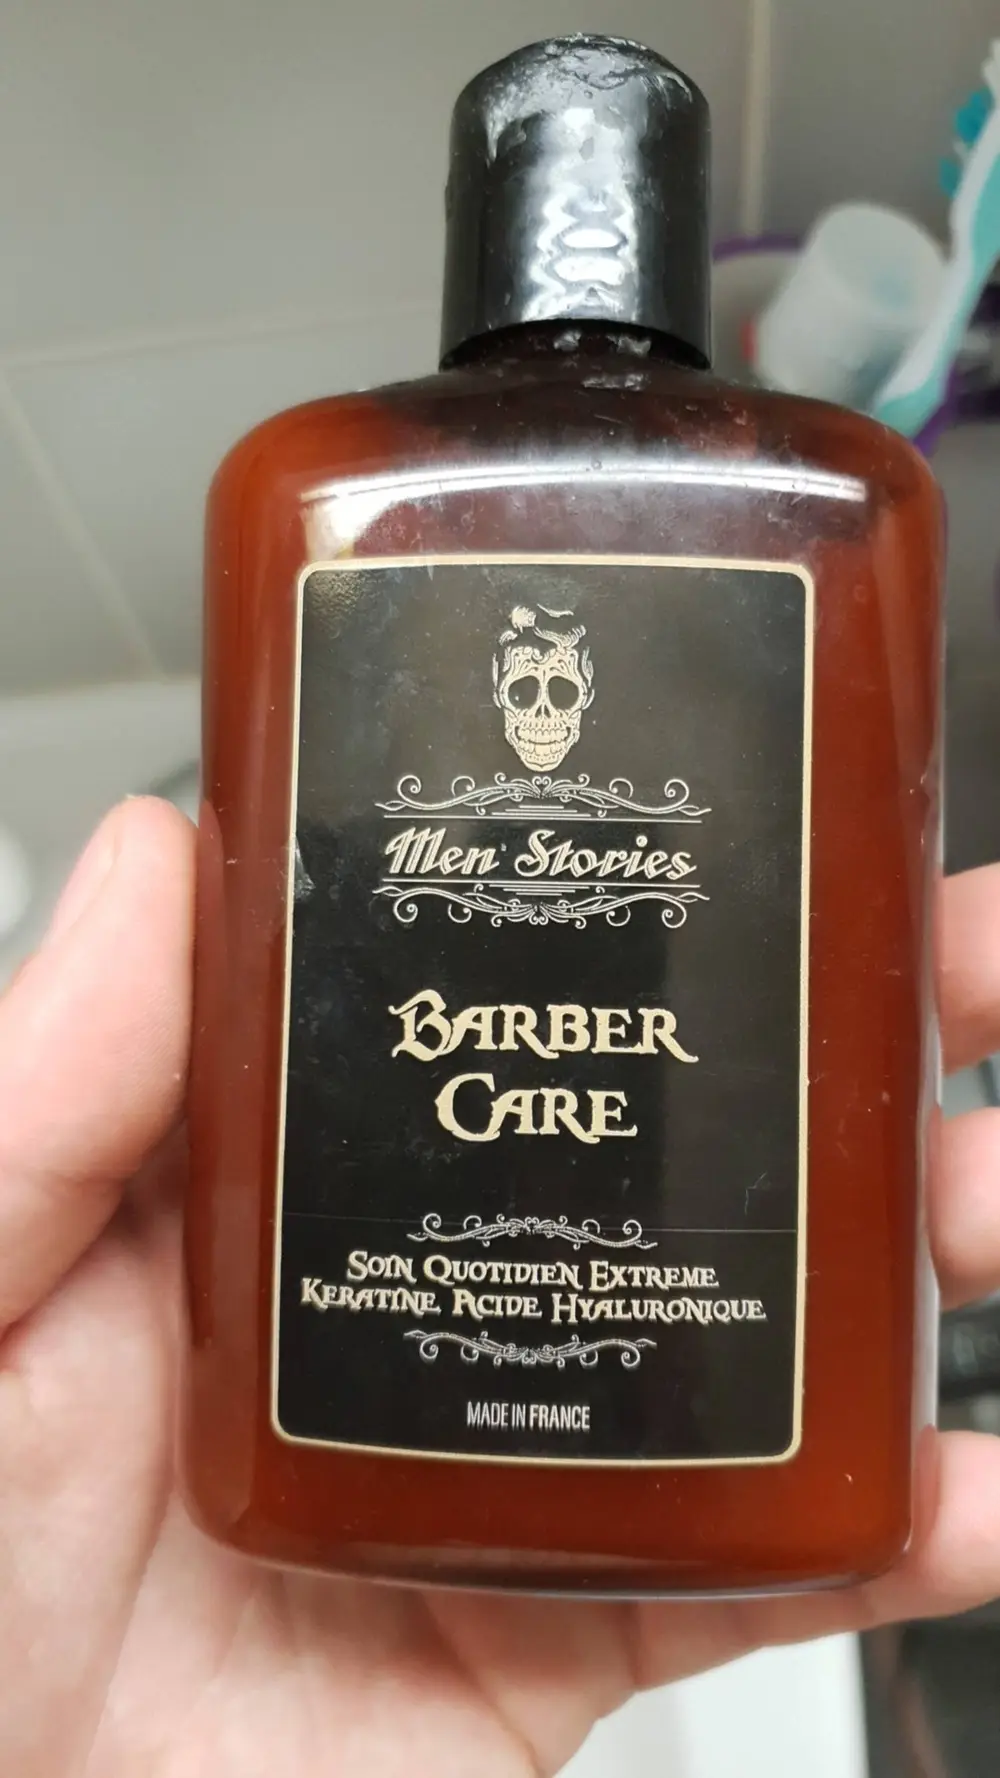 Men Stories
BARBER
CARE
SOIN QUOTIDIEN EXTREME
KERATINE ACIDE HYALURONIQUE
MADE IN FRANCE